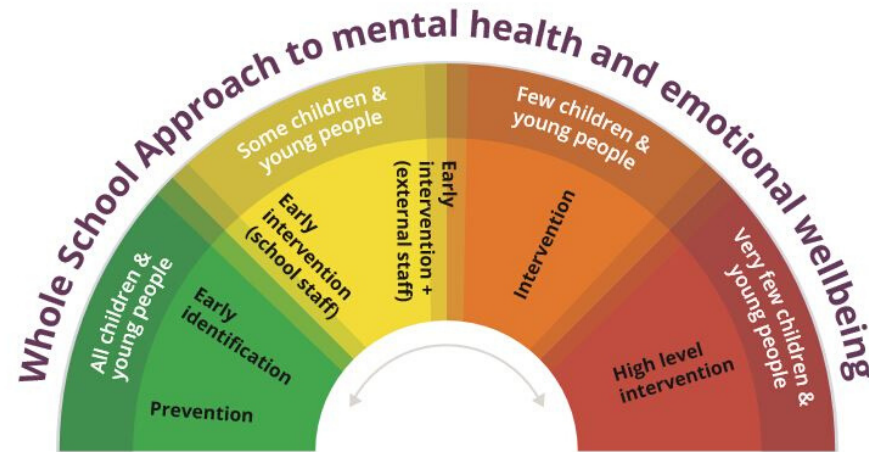 Whole School Approach to mental health and emotional wellbeing
All children &
young people
Prevention
Early
identification
Some children &
young people
Early
intervention
(school staff)
Early
intervention +
(external staff)
Few children &
young people
Intervention
Very few children &
young people
High level
intervention